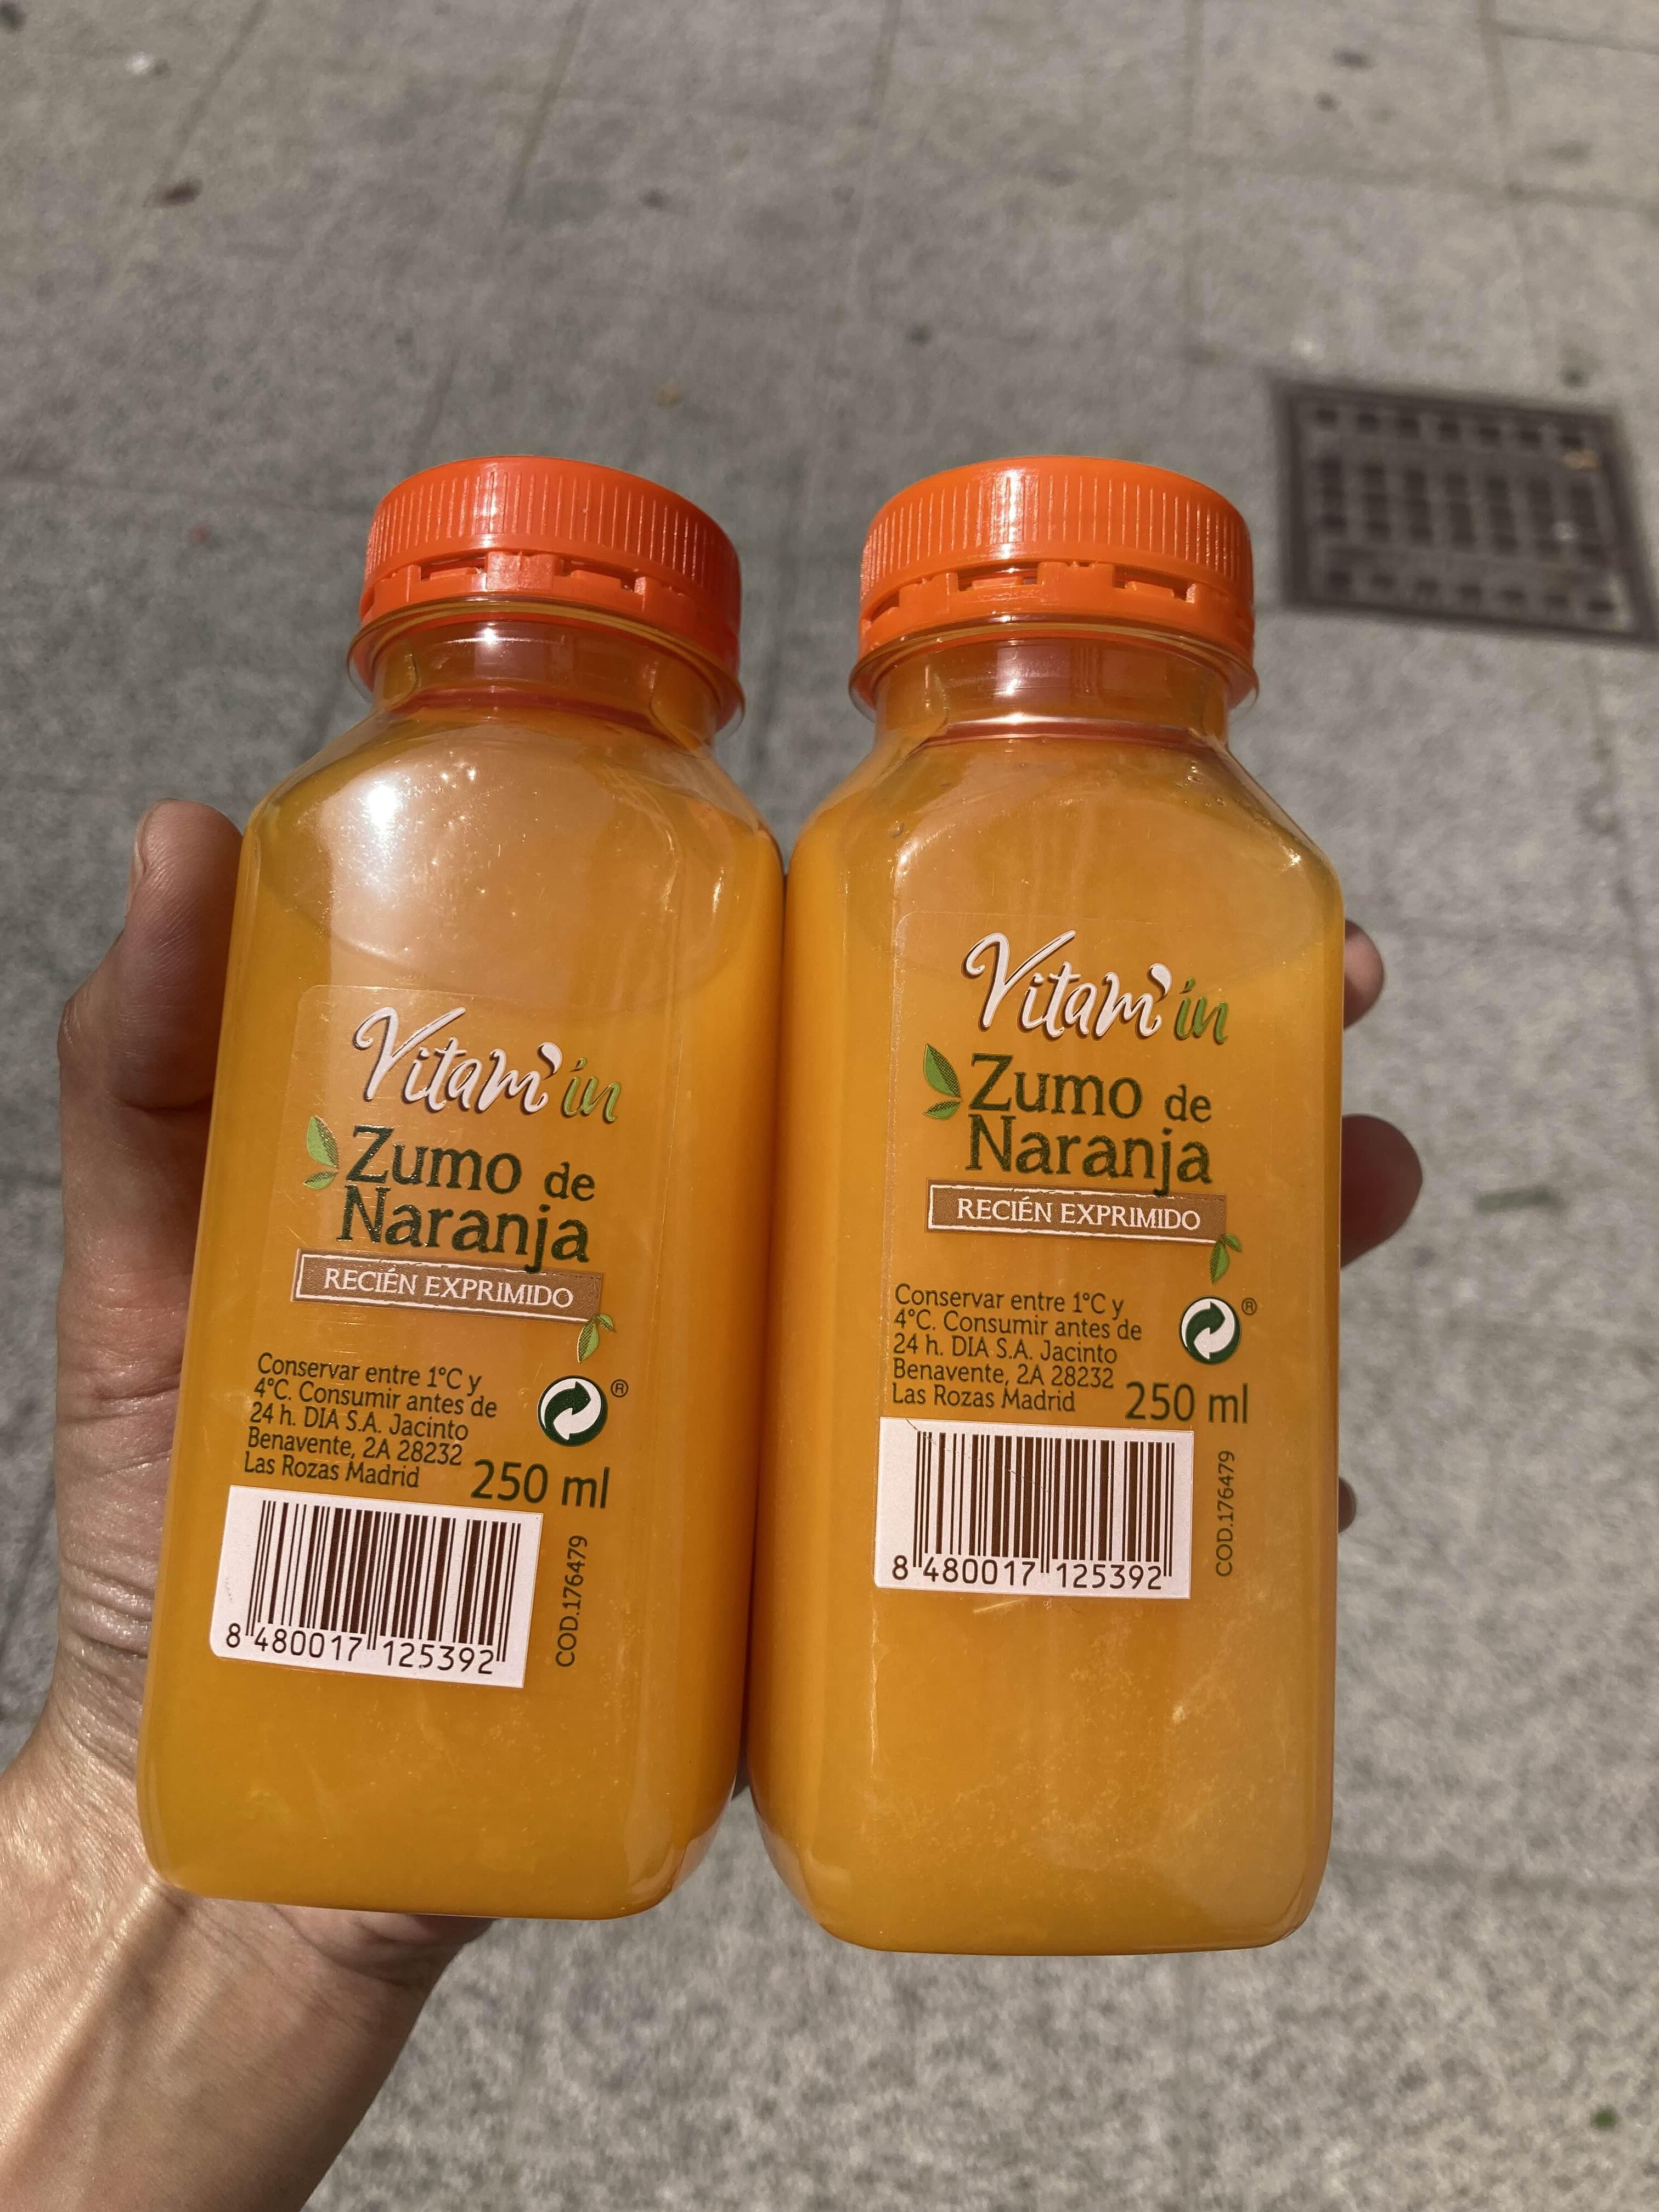 Vitam'in
Zumo de
Naranja
RECIÉN EXPRIMIDO
Conservar entre 1°C y
4°C. Consumir antes de
24 h. DIA S.A. Jacinto
Benavente, 2A 28232
Las Rozas Madrid
®
250 ml
8 480017 125392
COD.176479
Vitam'in
Zumo de
Naranja
RECIÉN EXPRIMIDO
Conservar entre 1°C y
4°C. Consumir antes de
24 h. DIA S.A. Jacinto
Benavente, 2A 28232
Las Rozas Madrid
®
250 ml
8 480017 125392
COD.176479